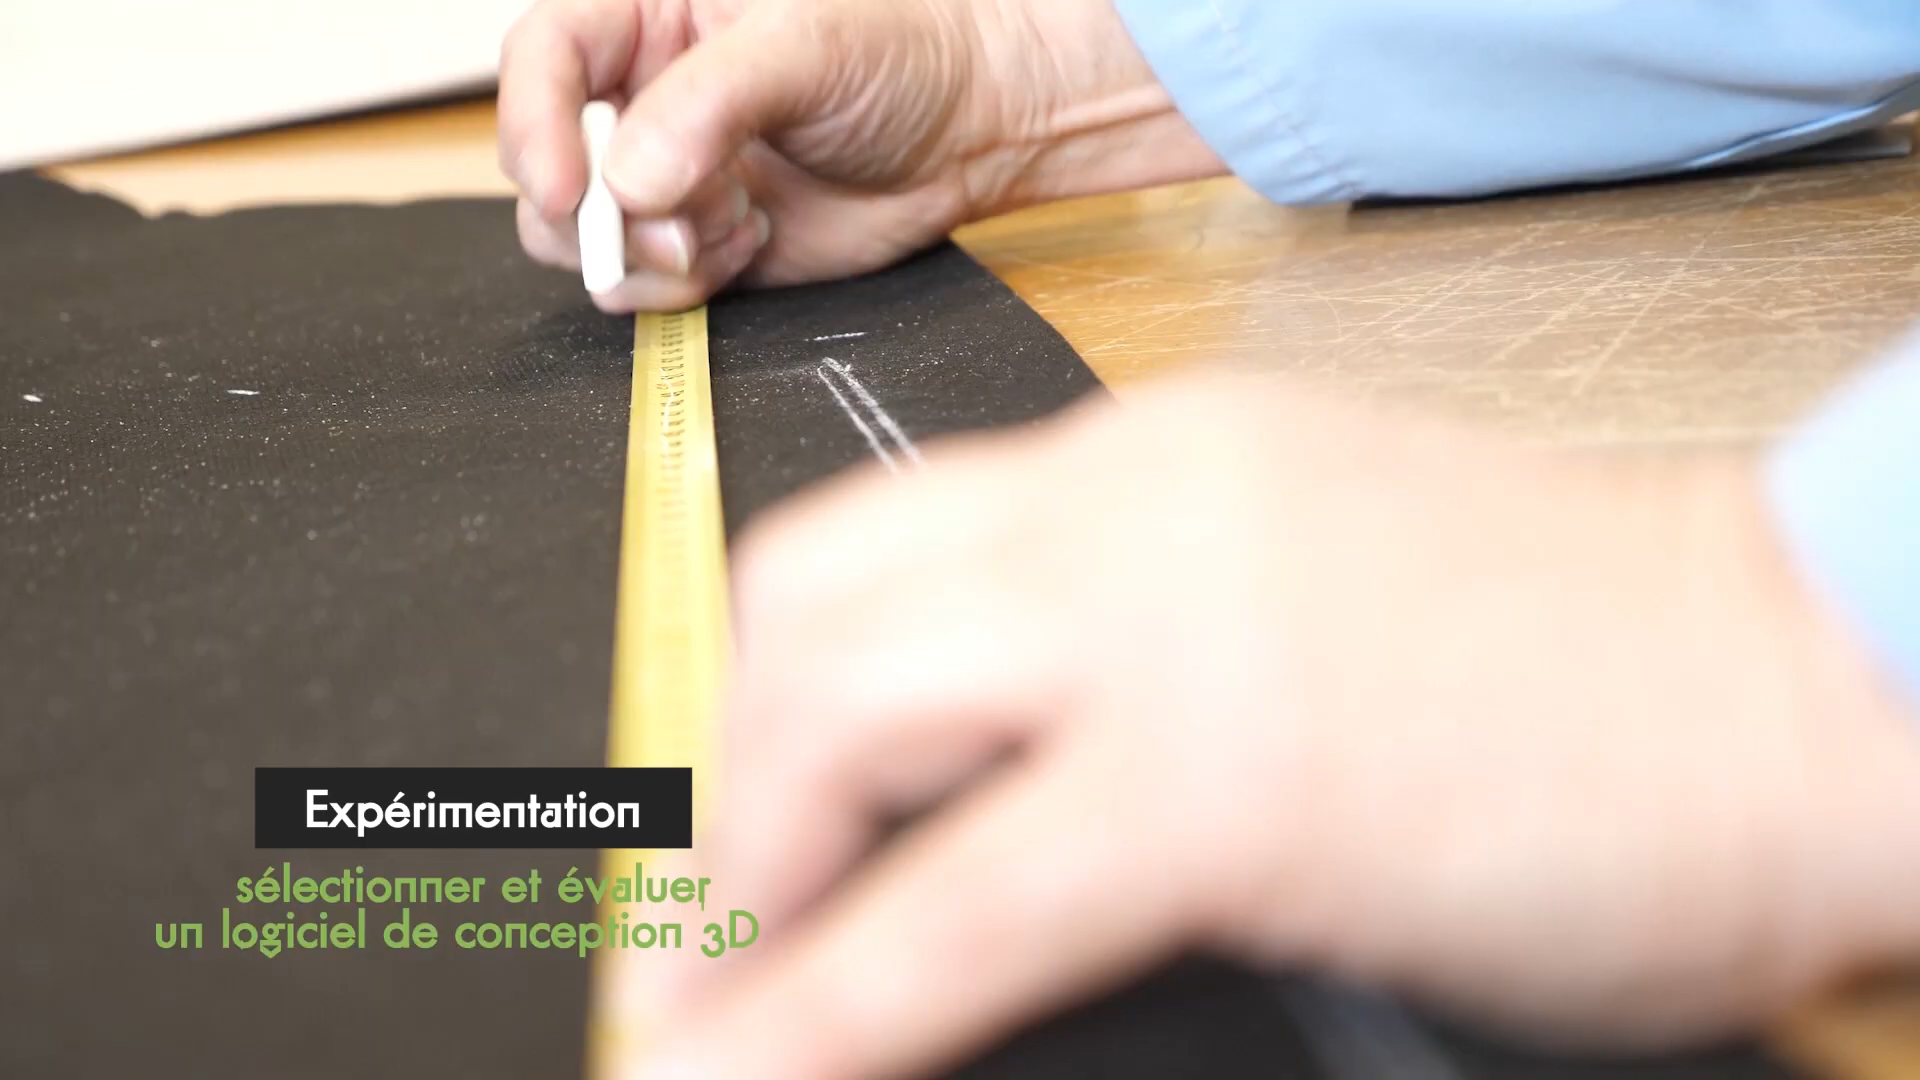 Expérimentation
sélectionner et évaluer
un logiciel de conception 3D